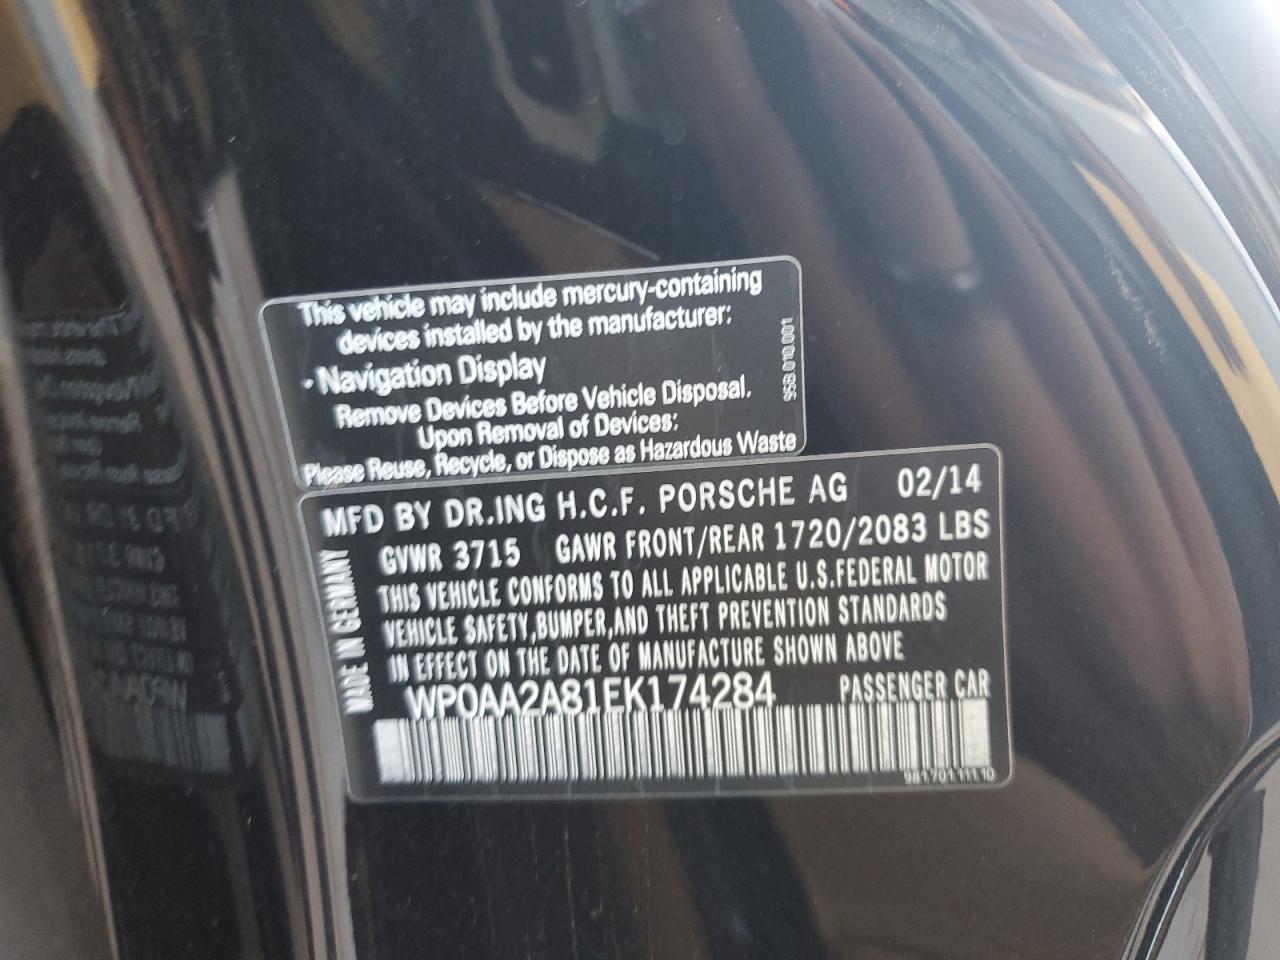 This vehicle may include mercury-containing
devices installed by the manufacturer:
• Navigation Display
Remove Devices Before Vehicle Disposal.
Upon Removal of Devices:
Please Reuse, Recycle, or Dispose as Hazardous Waste
95B 010 001
MFD BY DR.ING H.C.F. PORSCHE AG 02/14
GVWR 3715 GAWR FRONT/REAR 1720/2083 LBS
THIS VEHICLE CONFORMS TO ALL APPLICABLE U.S.FEDERAL MOTOR
VEHICLE SAFETY,BUMPER,AND THEFT PREVENTION STANDARDS
IN EFFECT ON THE DATE OF MANUFACTURE SHOWN ABOVE
WP0AA2A81EK174284 PASSENGER CAR
MADE IN GERMANY
981.701.111.10